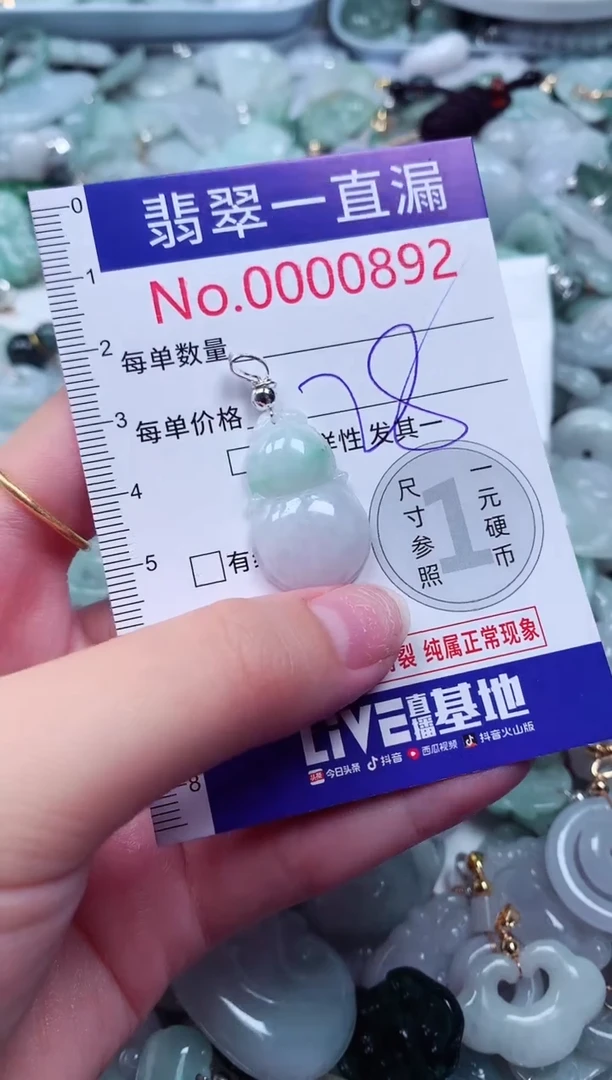 翡翠一直漏
No.0000892
每单数量
28
每单价格
样性 发其一
一元硬币
尺寸参照
1
有
裂 纯属正常现象
LIVE直播基地
头条 今日头条 抖音 西瓜视频 抖音火山版
0
1
2
3
4
5
8